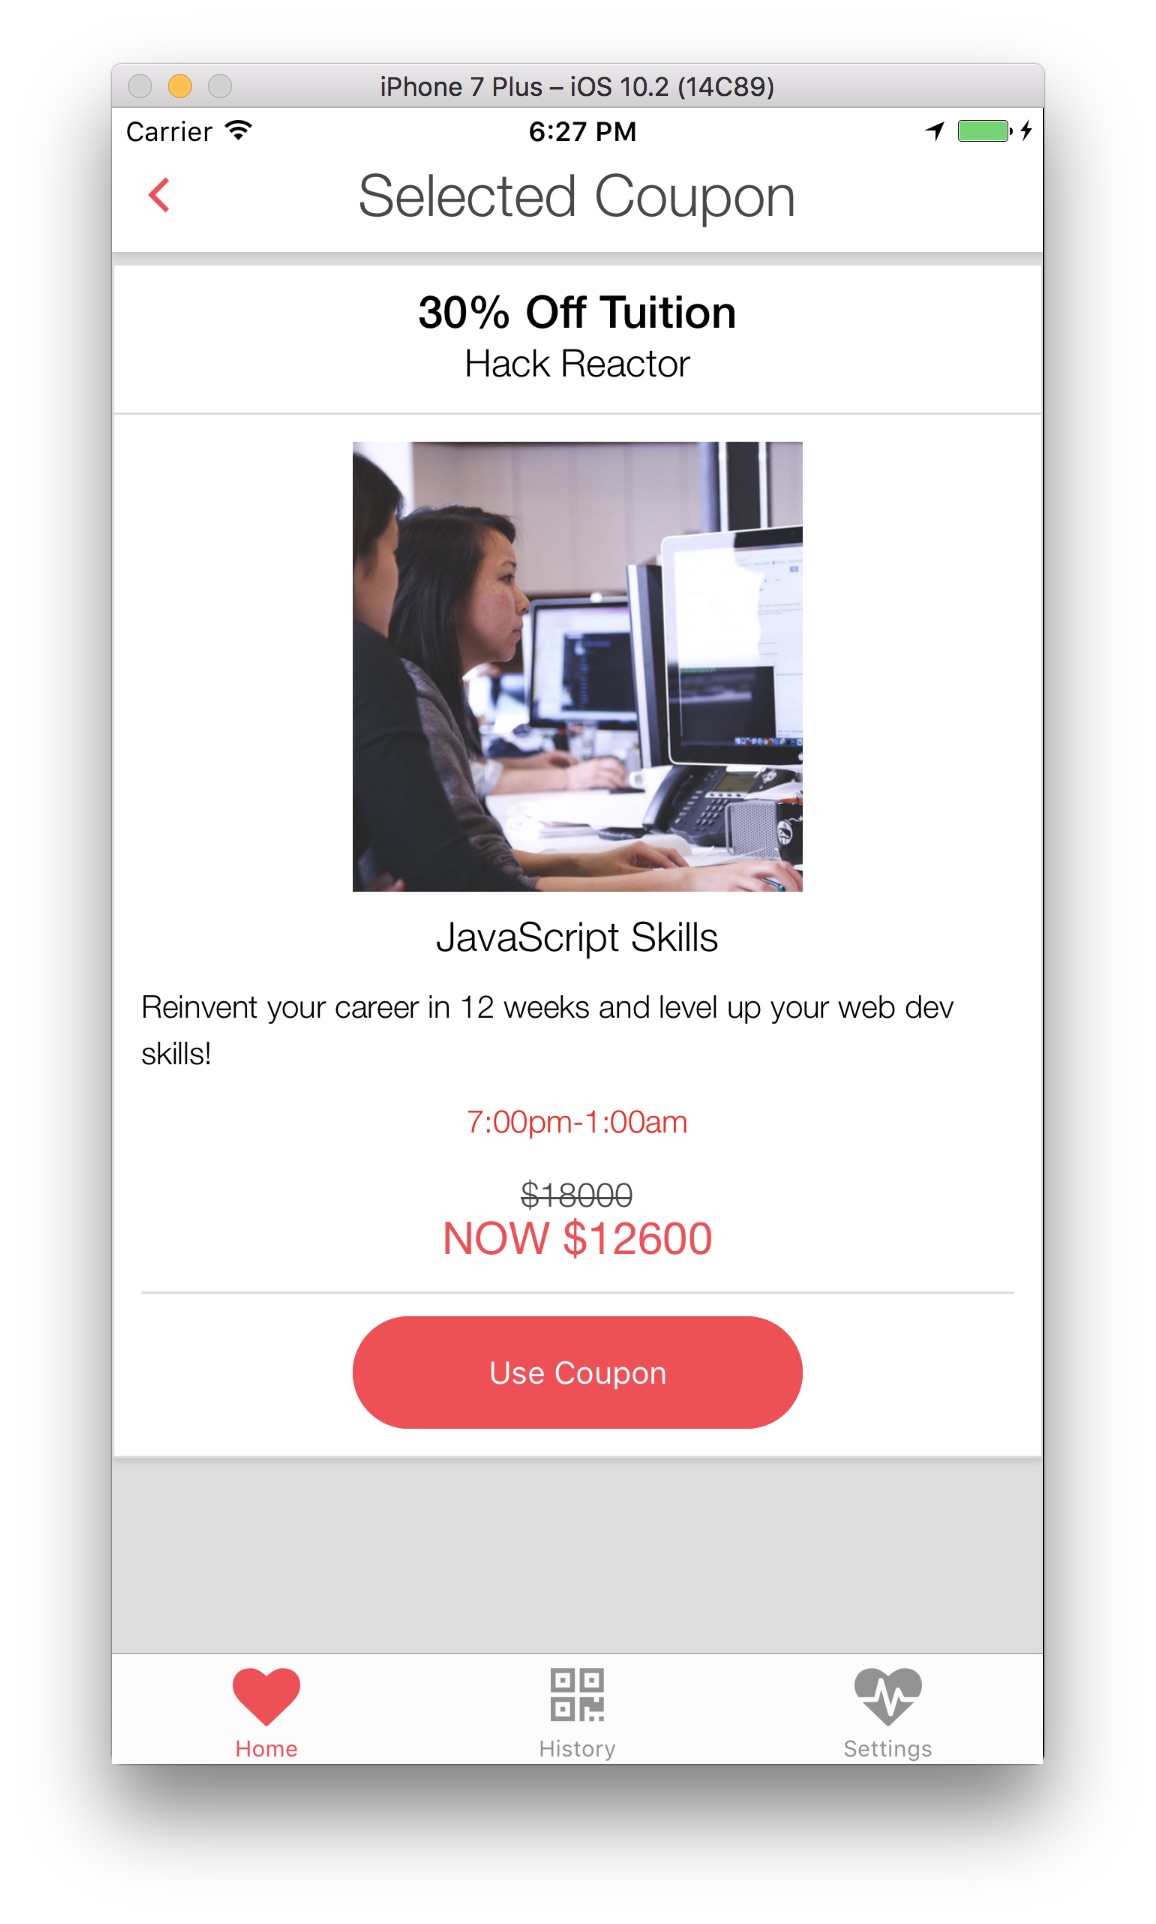 iPhone 7 Plus – iOS 10.2 (14C89)
Carrier 6:27 PM
Selected Coupon
30% Off Tuition
Hack Reactor
JavaScript Skills
Reinvent your career in 12 weeks and level up your web dev
skills!
7:00pm-1:00am
$18000
NOW $12600
Use Coupon
Home History Settings